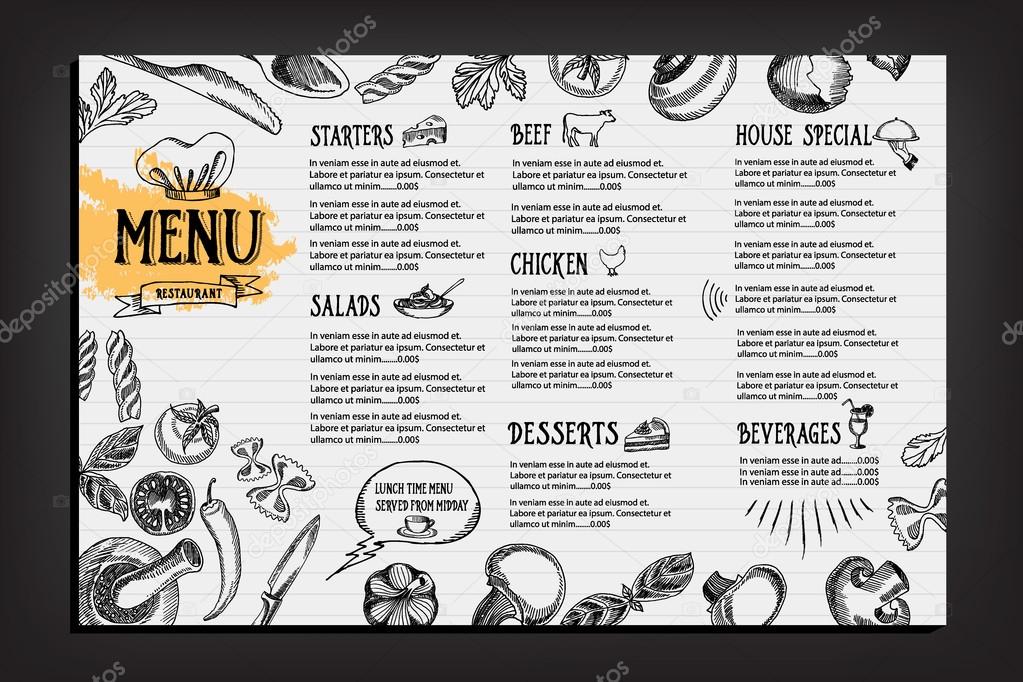 MENU
RESTAURANT
STARTERS
In veniam esse in aute ad eiusmod et.
Labore et pariatur ea ipsum. Consectetur et
ullamco ut minim.......0.00$
In veniam esse in aute ad eiusmod et.
Labore et pariatur ea ipsum. Consectetur et
ullamco ut minim.......0.00$
In veniam esse in aute ad eiusmod et.
Labore et pariatur ea ipsum. Consectetur et
ullamco ut minim.......0.00$
SALADS
In veniam esse in aute ad eiusmod et.
Labore et pariatur ea ipsum. Consectetur et
ullamco ut minim.......0.00$
In veniam esse in aute ad eiusmod et.
Labore et pariatur ea ipsum. Consectetur et
ullamco ut minim.......0.00$
In veniam esse in aute ad eiusmod et.
Labore et pariatur ea ipsum. Consectetur et
ullamco ut minim.......0.00$
LUNCH TIME MENU
SERVED FROM MIDDAY
BEEF
In veniam esse in aute ad eiusmod et.
Labore et pariatur ea ipsum. Consectetur et
ullamco ut minim.......0.00$
In veniam esse in aute ad eiusmod et.
Labore et pariatur ea ipsum. Consectetur et
ullamco ut minim.......0.00$
CHICKEN
In veniam esse in aute ad eiusmod et.
Labore et pariatur ea ipsum. Consectetur et
ullamco ut minim.......0.00$
In veniam esse in aute ad eiusmod et.
Labore et pariatur ea ipsum. Consectetur et
ullamco ut minim.......0.00$
In veniam esse in aute ad eiusmod et.
Labore et pariatur ea ipsum. Consectetur et
ullamco ut minim.......0.00$
DESSERTS
In veniam esse in aute ad eiusmod et.
Labore et pariatur ea ipsum. Consectetur et
ullamco ut minim.......0.00$
In veniam esse in aute ad eiusmod et.
Labore et pariatur ea ipsum. Consectetur et
ullamco ut minim.......0.00$
HOUSE SPECIAL
In veniam esse in aute ad eiusmod et.
Labore et pariatur ea ipsum. Consectetur et
ullamco ut minim.......0.00$
In veniam esse in aute ad eiusmod et.
Labore et pariatur ea ipsum. Consectetur et
ullamco ut minim.......0.00$
In veniam esse in aute ad eiusmod et.
Labore et pariatur ea ipsum. Consectetur et
ullamco ut minim.......0.00$
In veniam esse in aute ad eiusmod et.
Labore et pariatur ea ipsum. Consectetur et
ullamco ut minim.......0.00$
In veniam esse in aute ad eiusmod et.
Labore et pariatur ea ipsum. Consectetur et
ullamco ut minim.......0.00$
In veniam esse in aute ad eiusmod et.
Labore et pariatur ea ipsum. Consectetur et
ullamco ut minim.......0.00$
BEVERAGES
In veniam esse in aute ad........0.00$
In veniam esse in aute ad........0.00$
In veniam esse in aute ad........0.00$
depositphotos